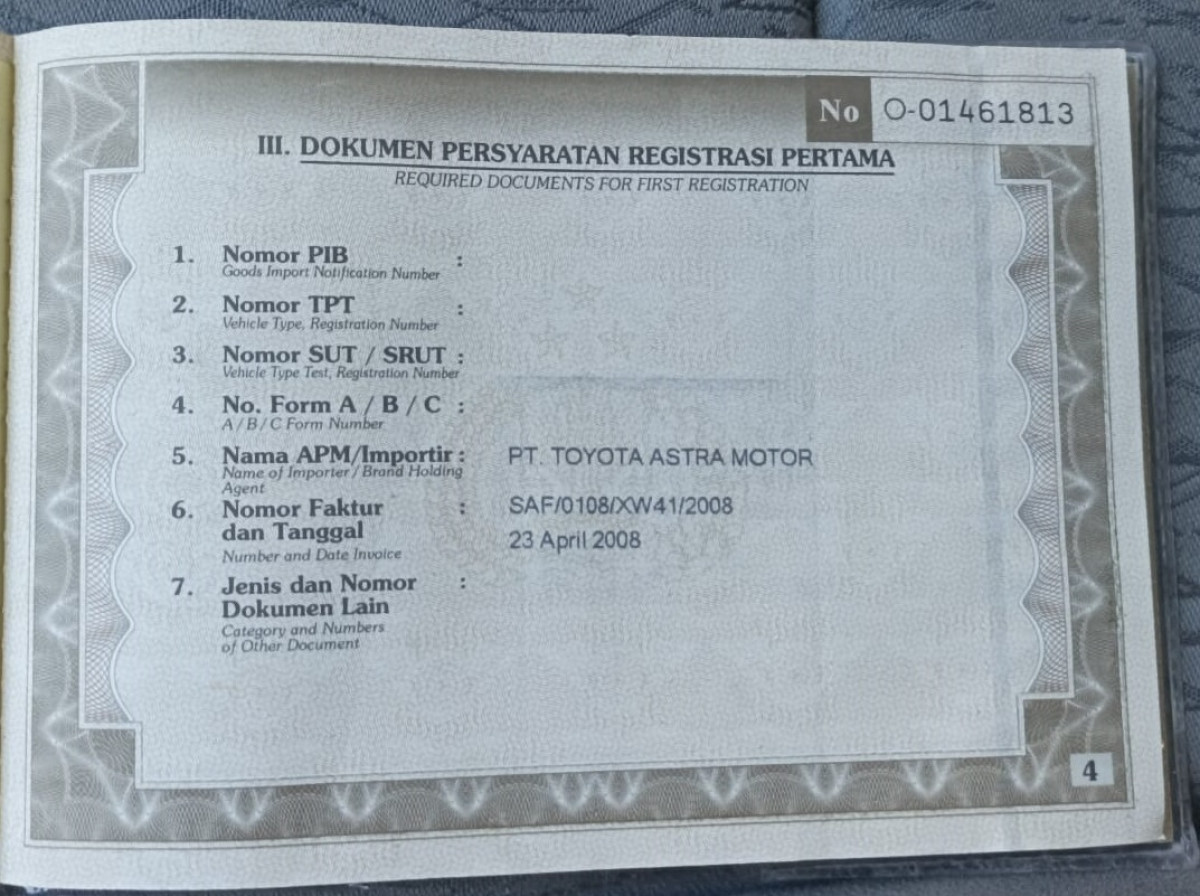 No O-01461813
III. DOKUMEN PERSYARATAN REGISTRASI PERTAMA
REQUIRED DOCUMENTS FOR FIRST REGISTRATION
1. Nomor PIB :
Goods Import Notification Number
2. Nomor TPT :
Vehicle Type, Registration Number
3. Nomor SUT / SRUT :
Vehicle Type Test, Registration Number
4. No. Form A / B / C :
A / B / C Form Number
5. Nama APM/Importir : PT. TOYOTA ASTRA MOTOR
Name of Importer / Brand Holding
Agent
6. Nomor Faktur : SAF/0108/XW41/2008
dan Tanggal 23 April 2008
Number and Date Invoice
7. Jenis dan Nomor :
Dokumen Lain
Category and Numbers
of Other Document
4